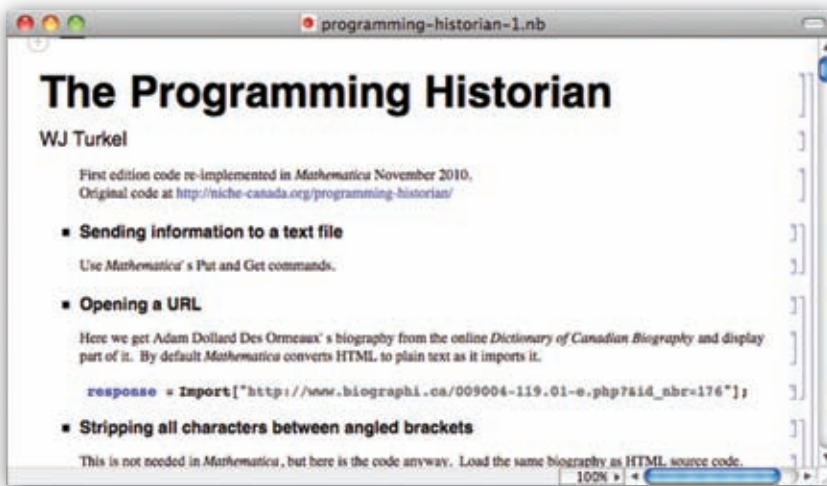 programming-historian-1.nb
The Programming Historian
WJ Turkel
First edition code re-implemented in Mathematica November 2010.
Original code at http://niche-canada.org/programming-historian/
Sending information to a text file
Use Mathematica's Put and Get commands.
Opening a URL
Here we get Adam Dollard Des Ormeaux's biography from the online Dictionary of Canadian Biography and display
part of it. By default Mathematica converts HTML to plain text as it imports it.
response = Import["http://www.biographi.ca/009004-119.01-e.php?&id_nbr=176"];
Stripping all characters between angled brackets
This is not needed in Mathematica, but here is the code anyway. Load the same biography as HTML source code.
100%